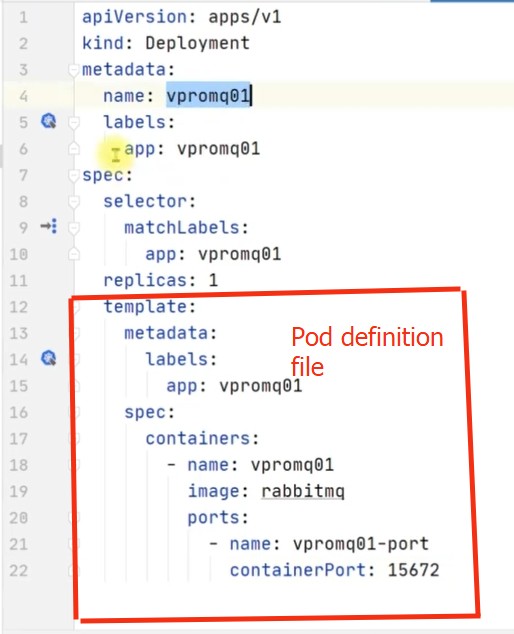 1 apiVersion: apps/v1
2 kind: Deployment
3 metadata:
4   name: vpromq01
5   labels:
6     app: vpromq01
7 spec:
8   selector:
9     matchLabels:
10       app: vpromq01
11   replicas: 1
12   template:
13     metadata:
14       labels:
15         app: vpromq01
16     spec:
17       containers:
18         - name: vpromq01
19           image: rabbitmq
20           ports:
21             - name: vpromq01-port
22               containerPort: 15672
Pod definition
file